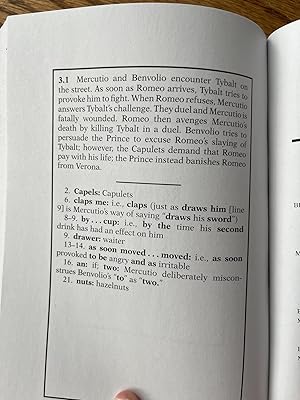 3.1 Mercutio and Benvolio encounter Tybalt on
the street. As soon as Romeo arrives, Tybalt tries to
provoke him to fight. When Romeo refuses, Mercutio
answers Tybalt's challenge. They duel and Mercutio is
fatally wounded. Romeo then avenges Mercutio's
death by killing Tybalt in a duel. Benvolio tries to
persuade the Prince to excuse Romeo's slaying of
Tybalt; however, the Capulets demand that Romeo
pay with his life; the Prince instead banishes Romeo
from Verona.
2. Capels: Capulets
6. claps me: i.e., claps (just as draws him [line
9] is Mercutio's way of saying "draws his sword")
8–9. by . . . cup: i.e., by the time his second
drink has had an effect on him
9. drawer: waiter
13–14. as soon moved . . . moved: i.e., as soon
provoked to be angry and as irritable
16. an: if; two: Mercutio deliberately miscon-
strues Benvolio's "to" as "two."
21. nuts: hazelnuts